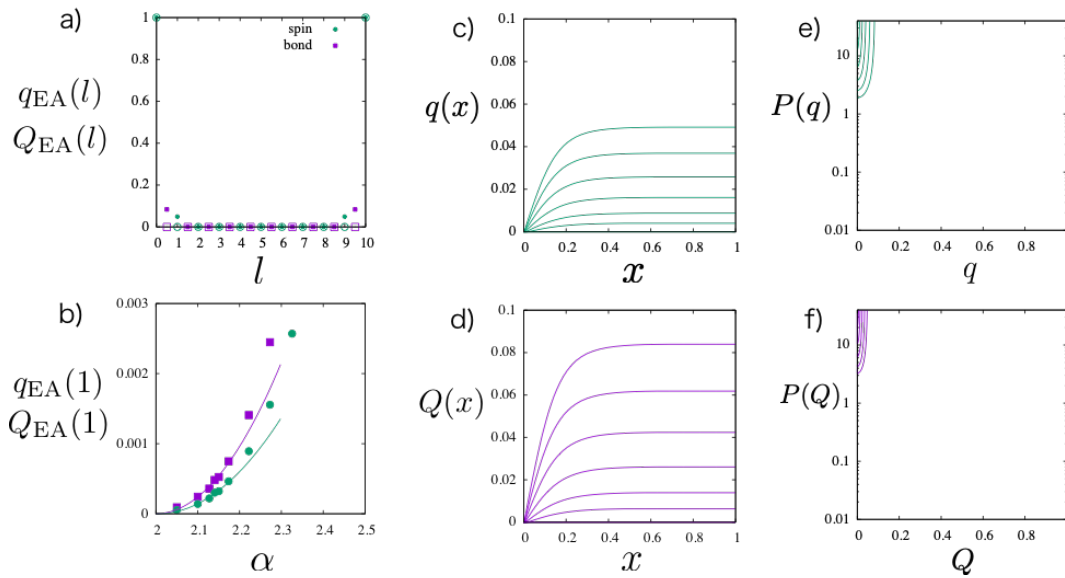 a)
1
0.8
0.6
0.4
0.2
0
spin
bond
q_EA(l)
Q_EA(l)
0 1 2 3 4 5 6 7 8 9 10
l
b)
0.003
0.002
0.001
0
q_EA(1)
Q_EA(1)
2 2.1 2.2 2.3 2.4 2.5
α
c)
0.1
0.08
0.06
0.04
0.02
0
q(x)
0 0.2 0.4 0.6 0.8 1
x
d)
0.1
0.08
0.06
0.04
0.02
0
Q(x)
0 0.2 0.4 0.6 0.8 1
x
e)
10
1
0.1
0.01
P(q)
0 0.2 0.4 0.6 0.8
q
f)
10
1
0.1
0.01
P(Q)
0 0.2 0.4 0.6 0.8
Q